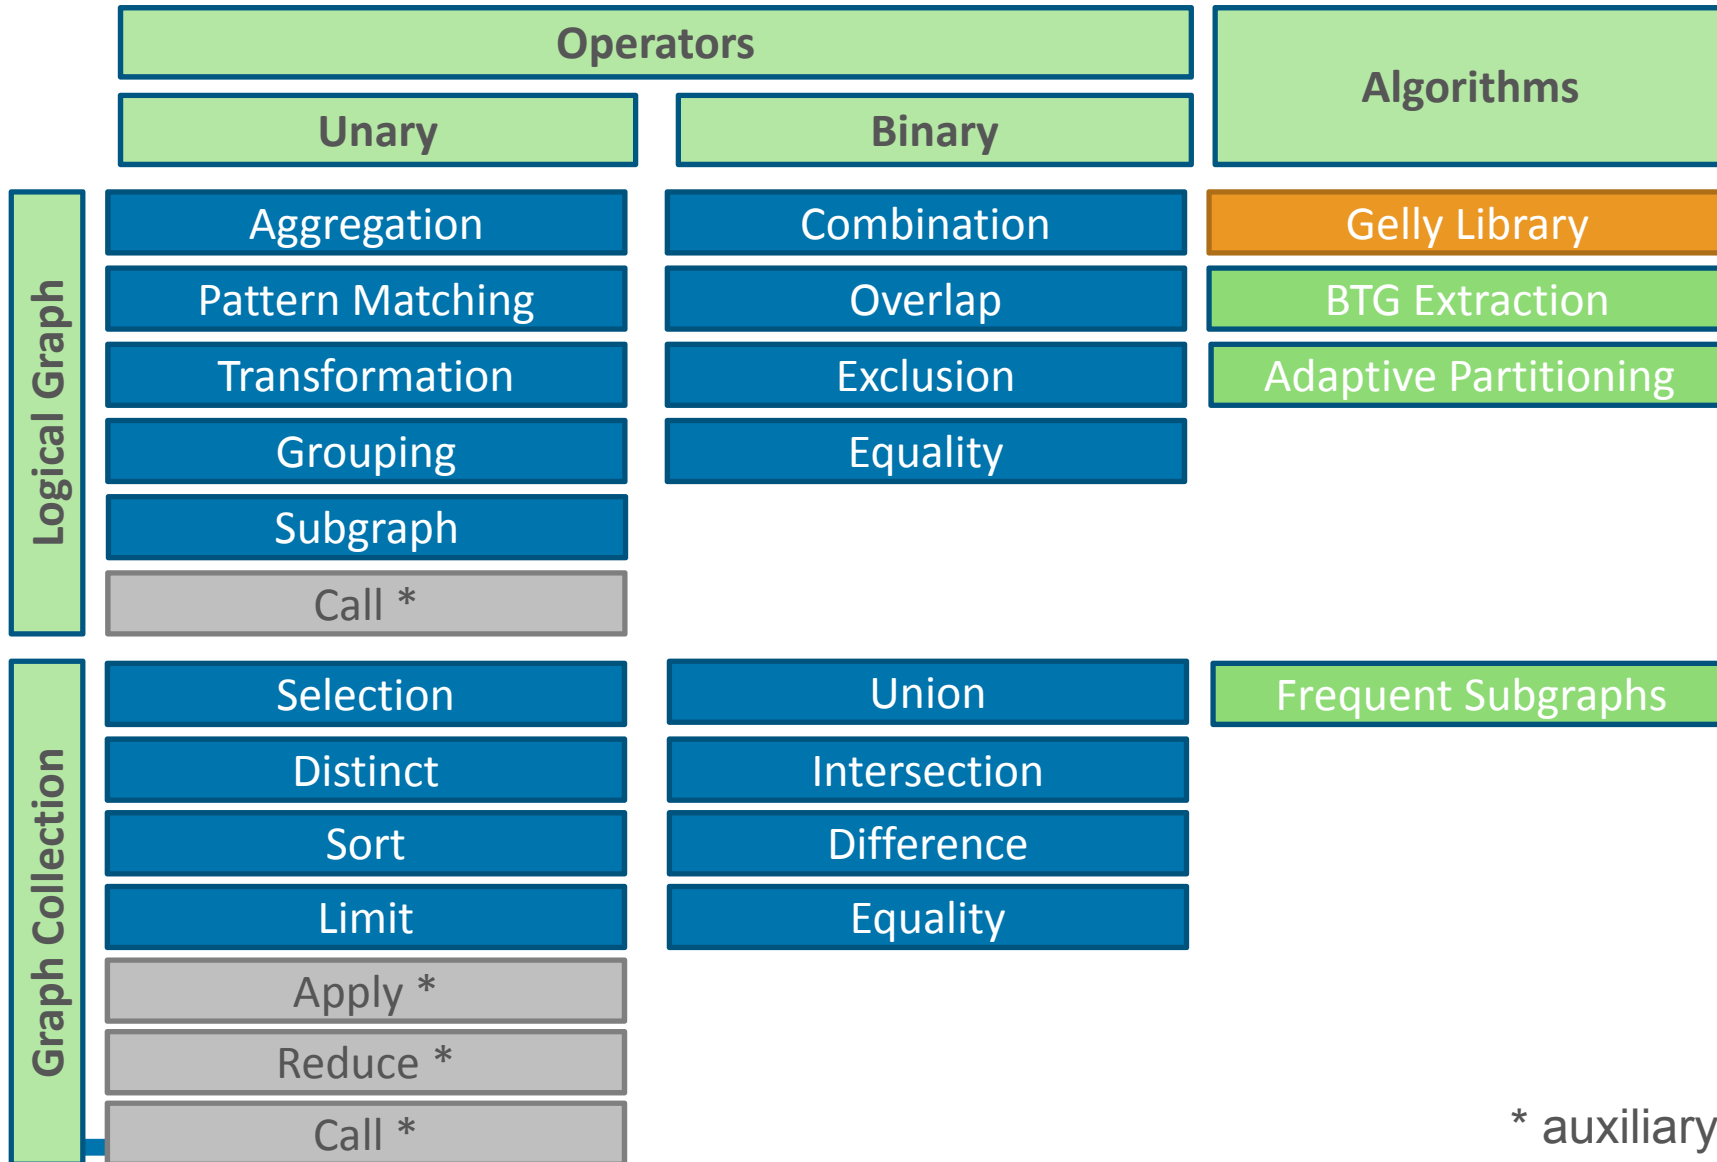 Operators
Algorithms
Unary
Binary
Logical Graph
Aggregation
Combination
Gelly Library
Pattern Matching
Overlap
BTG Extraction
Transformation
Exclusion
Adaptive Partitioning
Grouping
Equality
Subgraph
Call *
Graph Collection
Selection
Union
Frequent Subgraphs
Distinct
Intersection
Sort
Difference
Limit
Equality
Apply *
Reduce *
Call *
* auxiliary